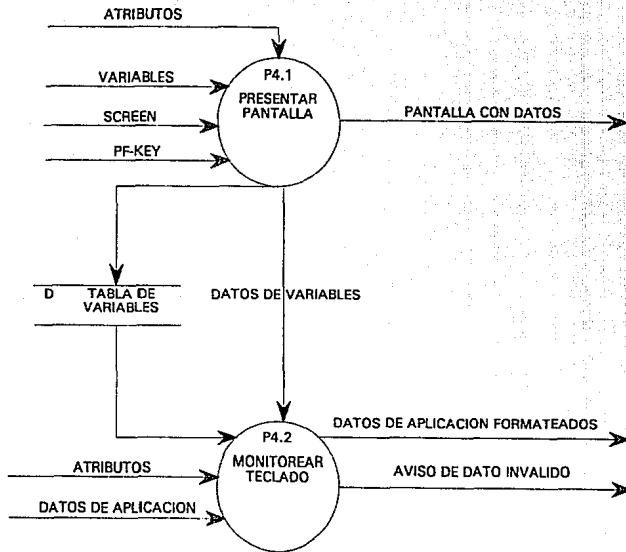 ATRIBUTOS
P4.1
VARIABLES
PRESENTAR
PANTALLA
SCREEN
PANTALLA CON DATOS
PF-KEY
D TABLA DE
VARIABLES
DATOS DE VARIABLES
P4.2
DATOS DE APLICACION FORMATEADOS
ATRIBUTOS
MONITOREAR
TECLADO
AVISO DE DATO INVALIDO
DATOS DE APLICACION